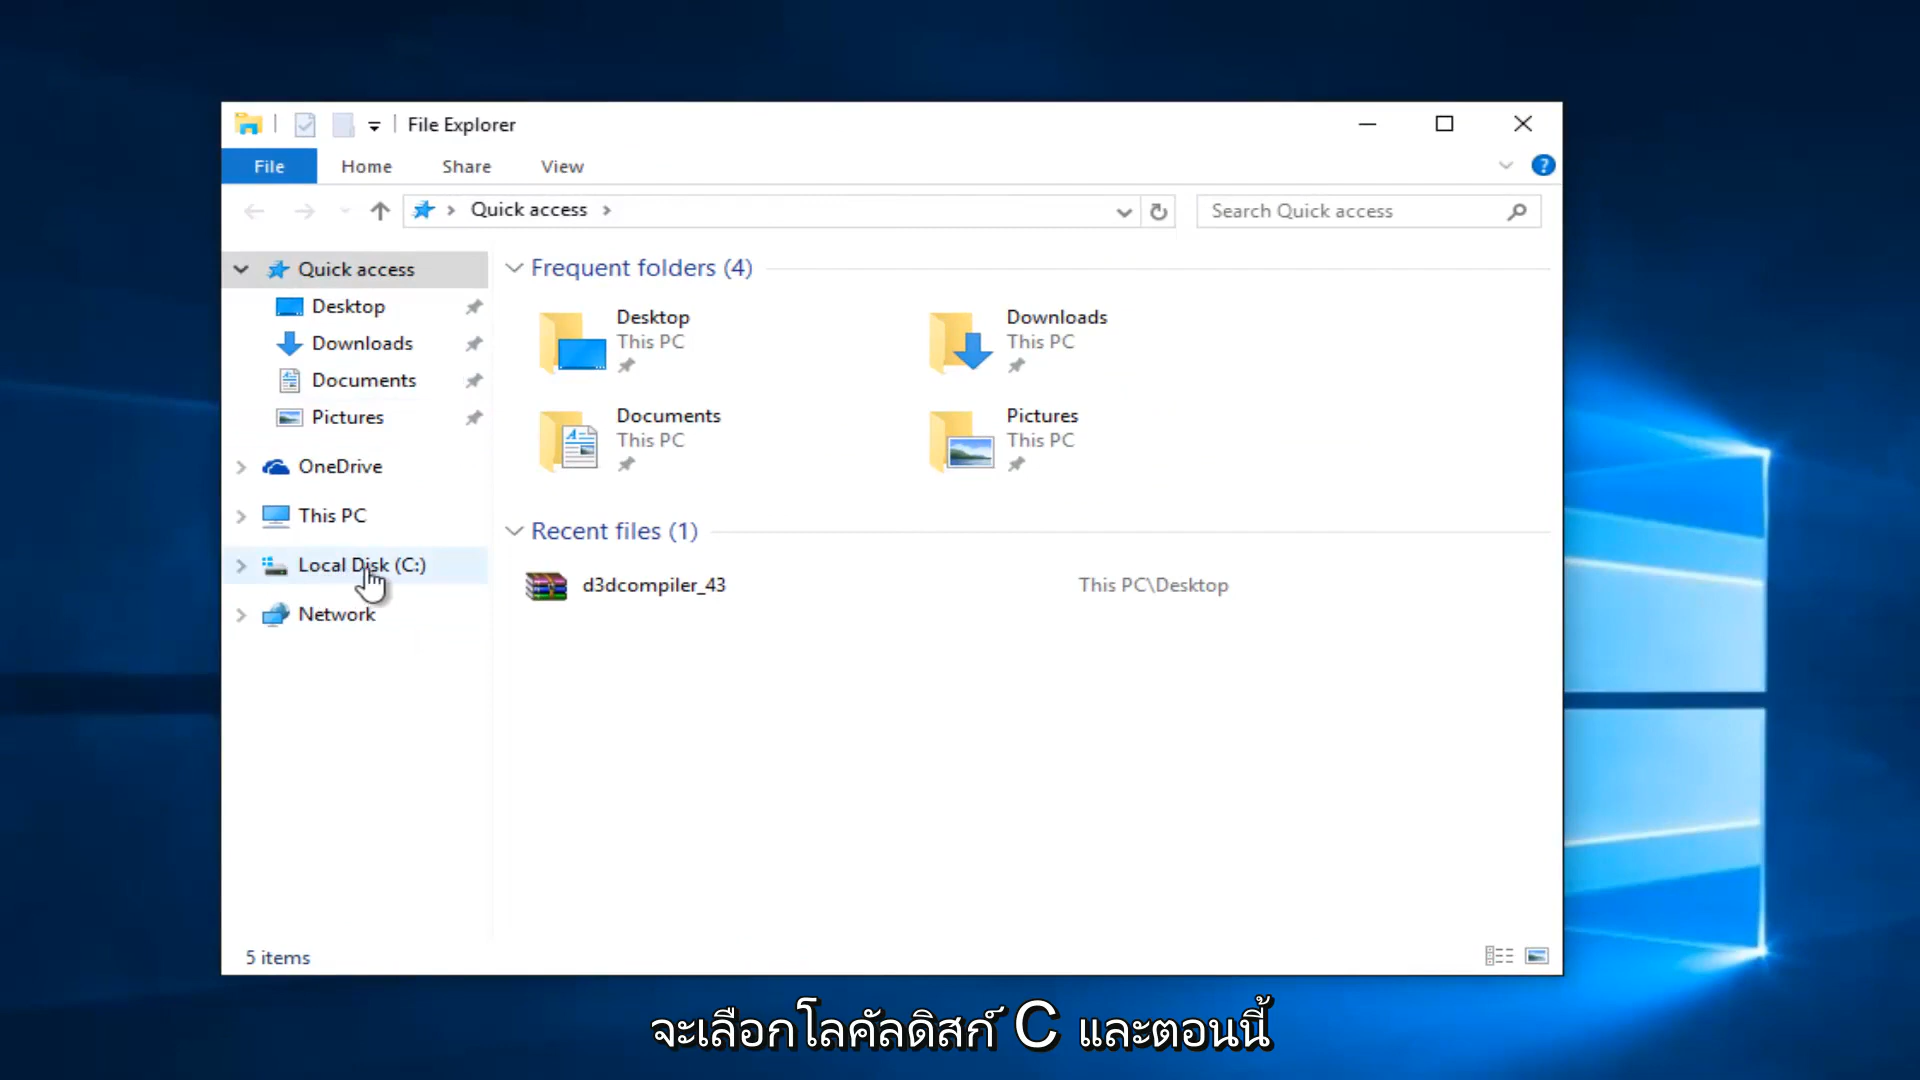 File Explorer
File Home Share View ?
Quick access
Search Quick access
Quick access
Desktop
Downloads
Documents
Pictures
OneDrive
This PC
Local Disk (C:)
Network
Frequent folders (4)
Desktop
This PC
Downloads
This PC
Documents
This PC
Pictures
This PC
Recent files (1)
d3dcompiler_43 This PC\Desktop
5 items
จะเลือกโลคัลดิสก์ C และตอนนี้